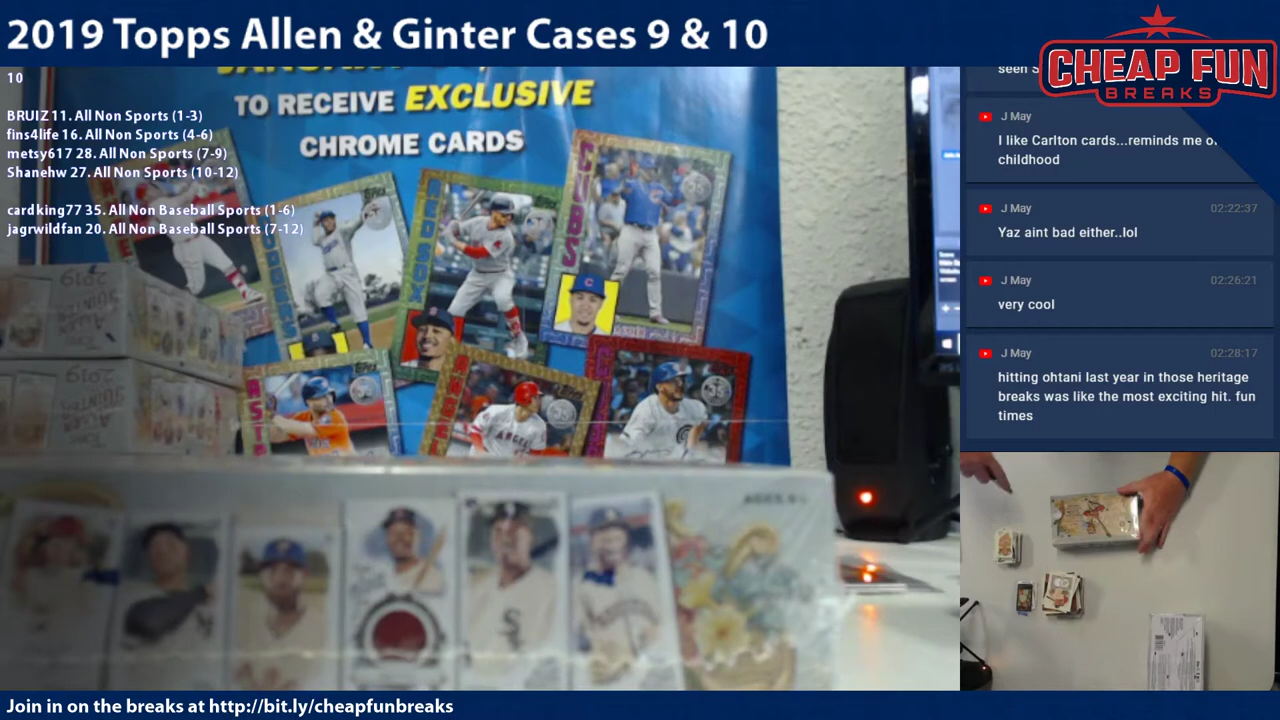 2019 Topps Allen & Ginter Cases 9 & 10
CHEAP FUN
BREAKS
10
BRUIZ 11. All Non Sports (1-3)
fins4life 16. All Non Sports (4-6)
metsy617 28. All Non Sports (7-9)
Shanehw 27. All Non Sports (10-12)
cardking77 35. All Non Baseball Sports (1-6)
jagrwildfan 20. All Non Baseball Sports (7-12)
TO RECEIVE EXCLUSIVE
CHROME CARDS
CUBS
2019
2019
seen
J May
I like Carlton cards...reminds me
childhood
J May 02:22:37
Yaz aint bad either..lol
J May 02:26:21
very cool
J May 02:28:17
hitting ohtani last year in those heritage
breaks was like the most exciting hit. fun
times
Join in on the breaks at http://bit.ly/cheapfunbreaks